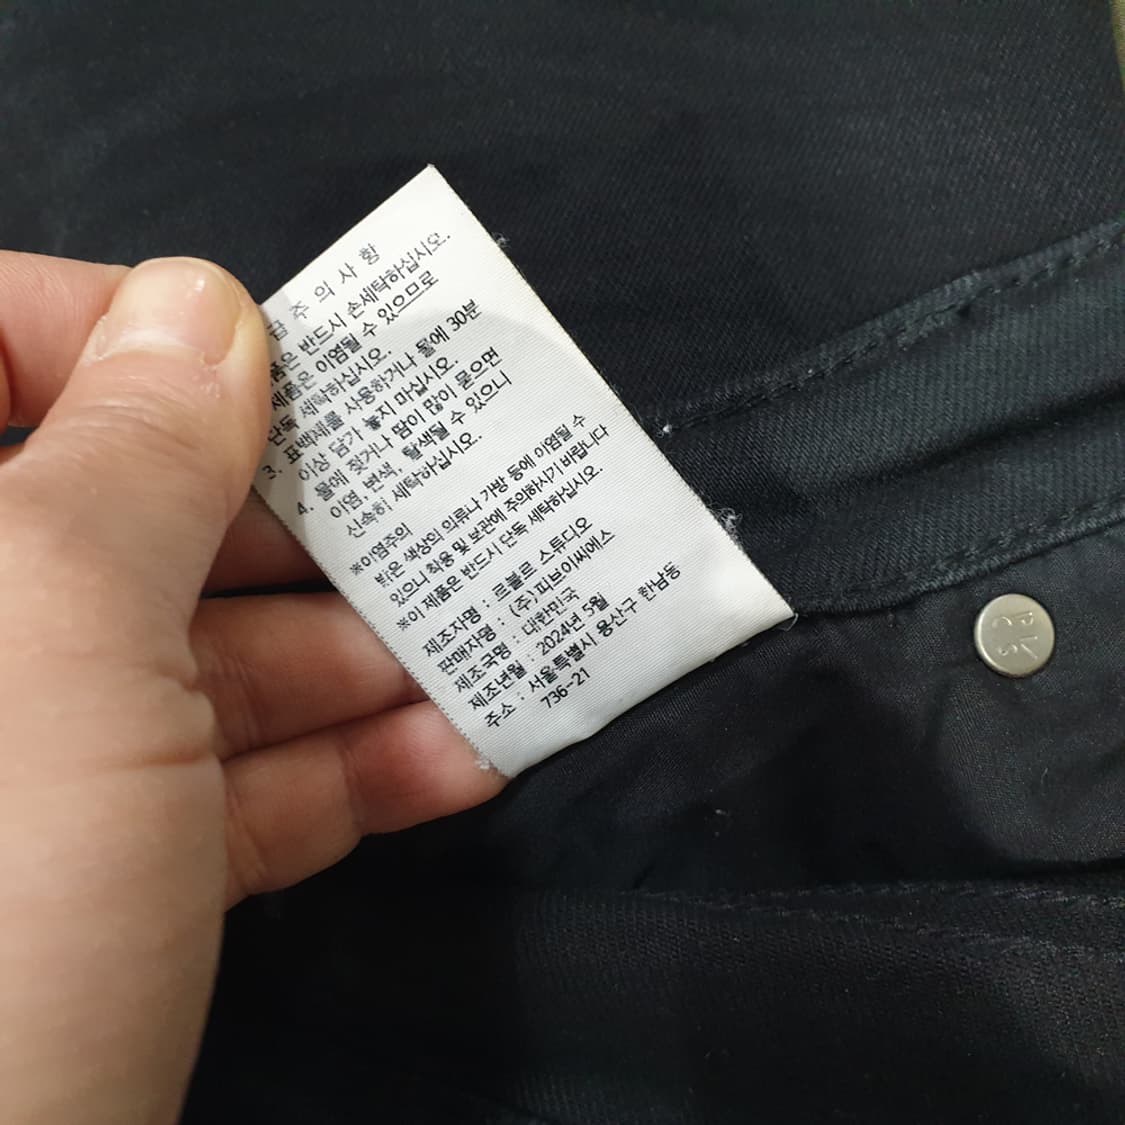 급 주 의 사 항
품은 반드시 손세탁하십시오.
제품은 이염될 수 있으므로
단독 세탁하십시오.
3. 표백제를 사용하거나 물에 30분
이상 담가 놓지 마십시오.
4. 물에 젖거나 땀이 많이 묻으면
이염, 변색, 탈색될 수 있으니
신속히 세탁하십시오.
※이염주의
밝은 색상의 의류나 가방 등에 이염될 수
있으니 착용 및 보관에 주의하시기 바랍니다
※이 제품은 반드시 단독 세탁하십시오.
제조자명 : 르블로 스튜디오
판매자명 : (주)피브이씨에스
제조국명 : 대한민국
제조년월 : 2024년 5월
주소 : 서울특별시 용산구 한남동
736-21